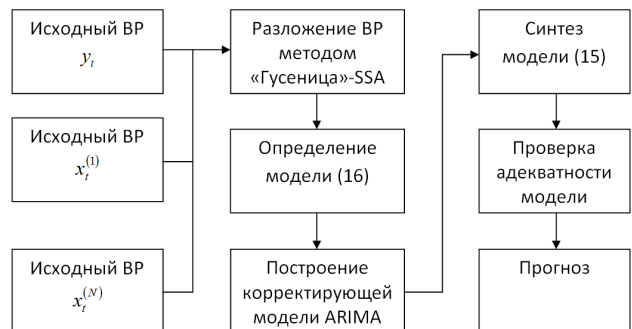 Исходный ВР
y_t
Исходный ВР
x_t^(1)
Исходный ВР
x_t^(N)
Разложение ВР
методом
«Гусеница»-SSA
Определение
модели (16)
Построение
корректирующей
модели ARIMA
Синтез
модели (15)
Проверка
адекватности
модели
Прогноз